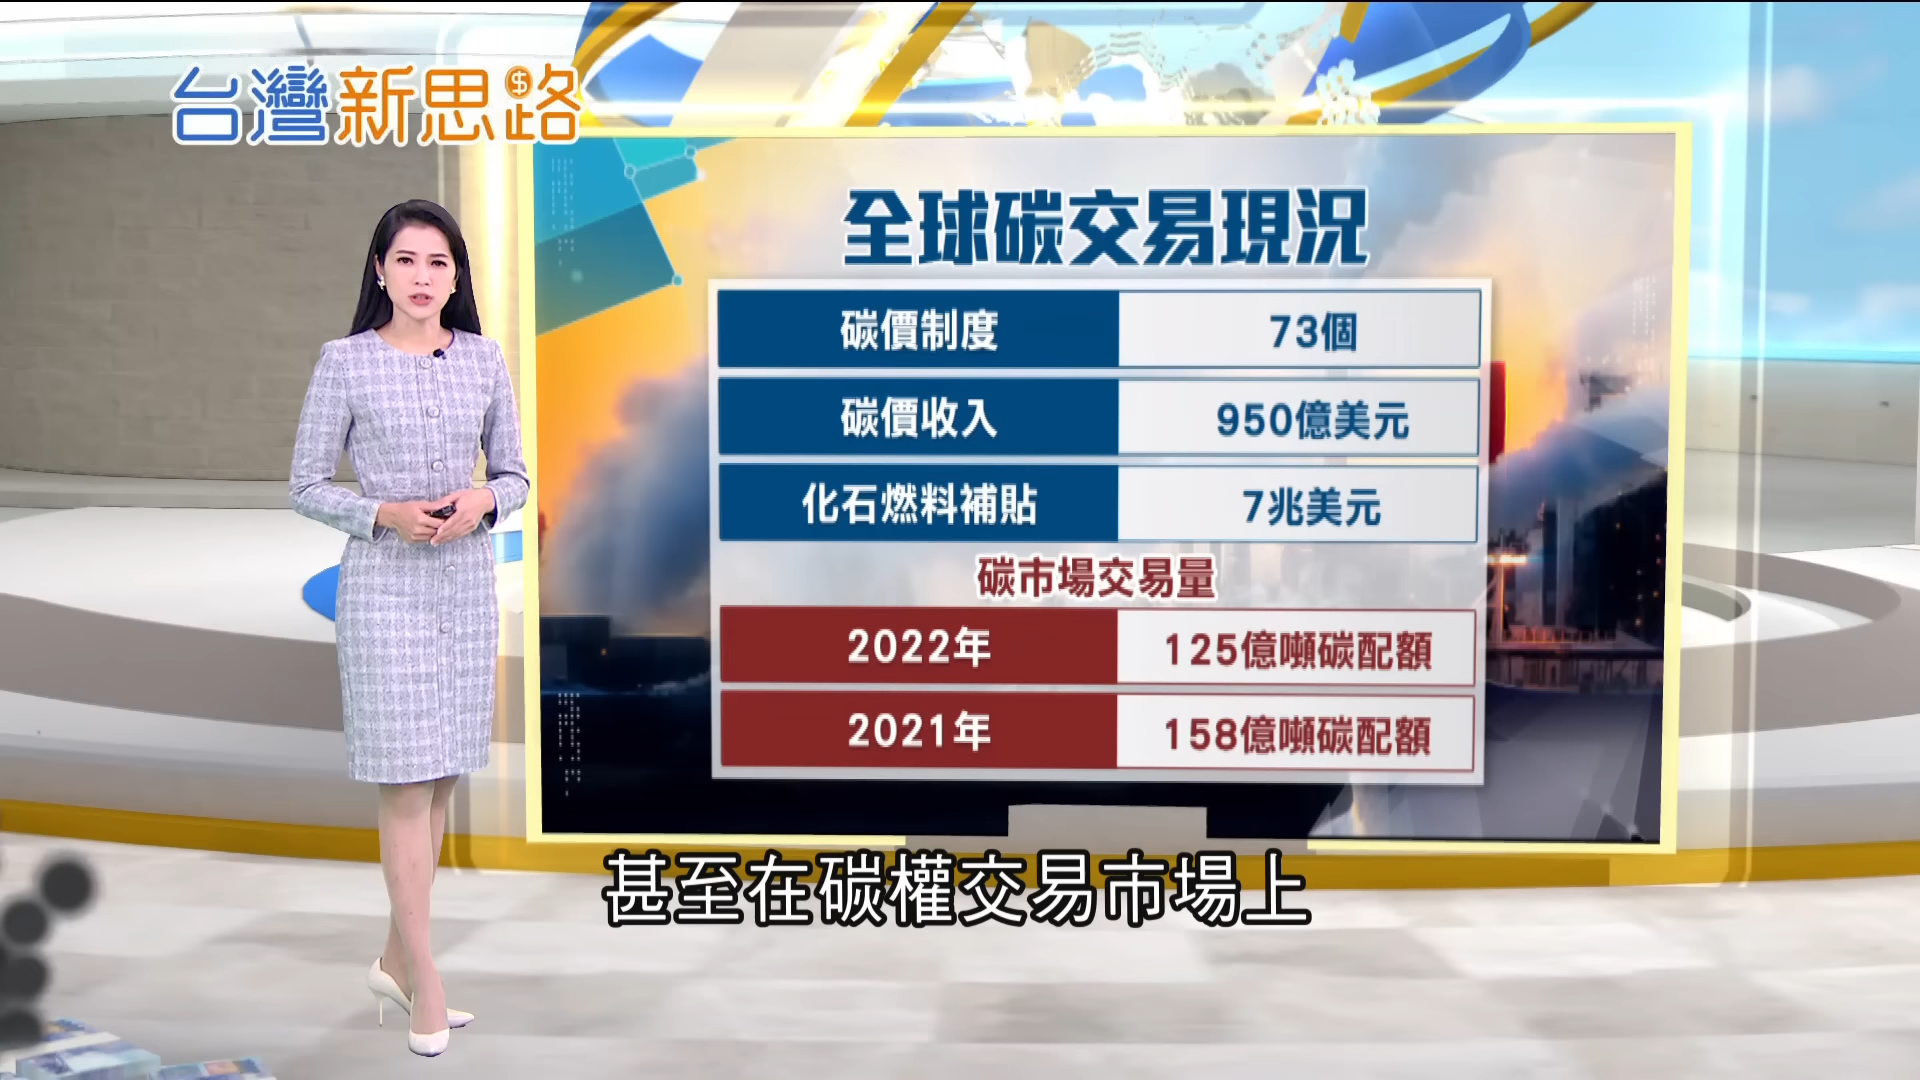 台灣新思路
全球碳交易現況
碳價制度 73個
碳價收入 950億美元
化石燃料補貼 7兆美元
碳市場交易量
2022年 125億噸碳配額
2021年 158億噸碳配額
甚至在碳權交易市場上